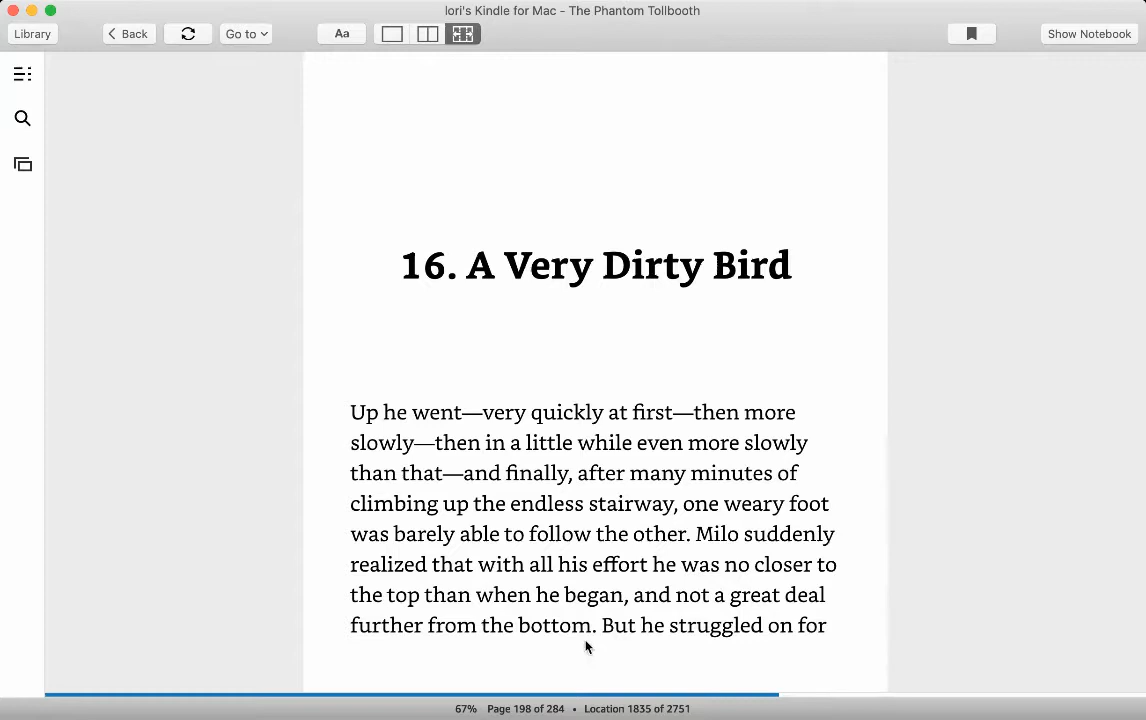 lori's Kindle for Mac - The Phantom Tollbooth
Library Back Go to Aa Show Notebook
16. A Very Dirty Bird
Up he went—very quickly at first—then more
slowly—then in a little while even more slowly
than that—and finally, after many minutes of
climbing up the endless stairway, one weary foot
was barely able to follow the other. Milo suddenly
realized that with all his effort he was no closer to
the top than when he began, and not a great deal
further from the bottom. But he struggled on for
67% Page 198 of 284 • Location 1835 of 2751